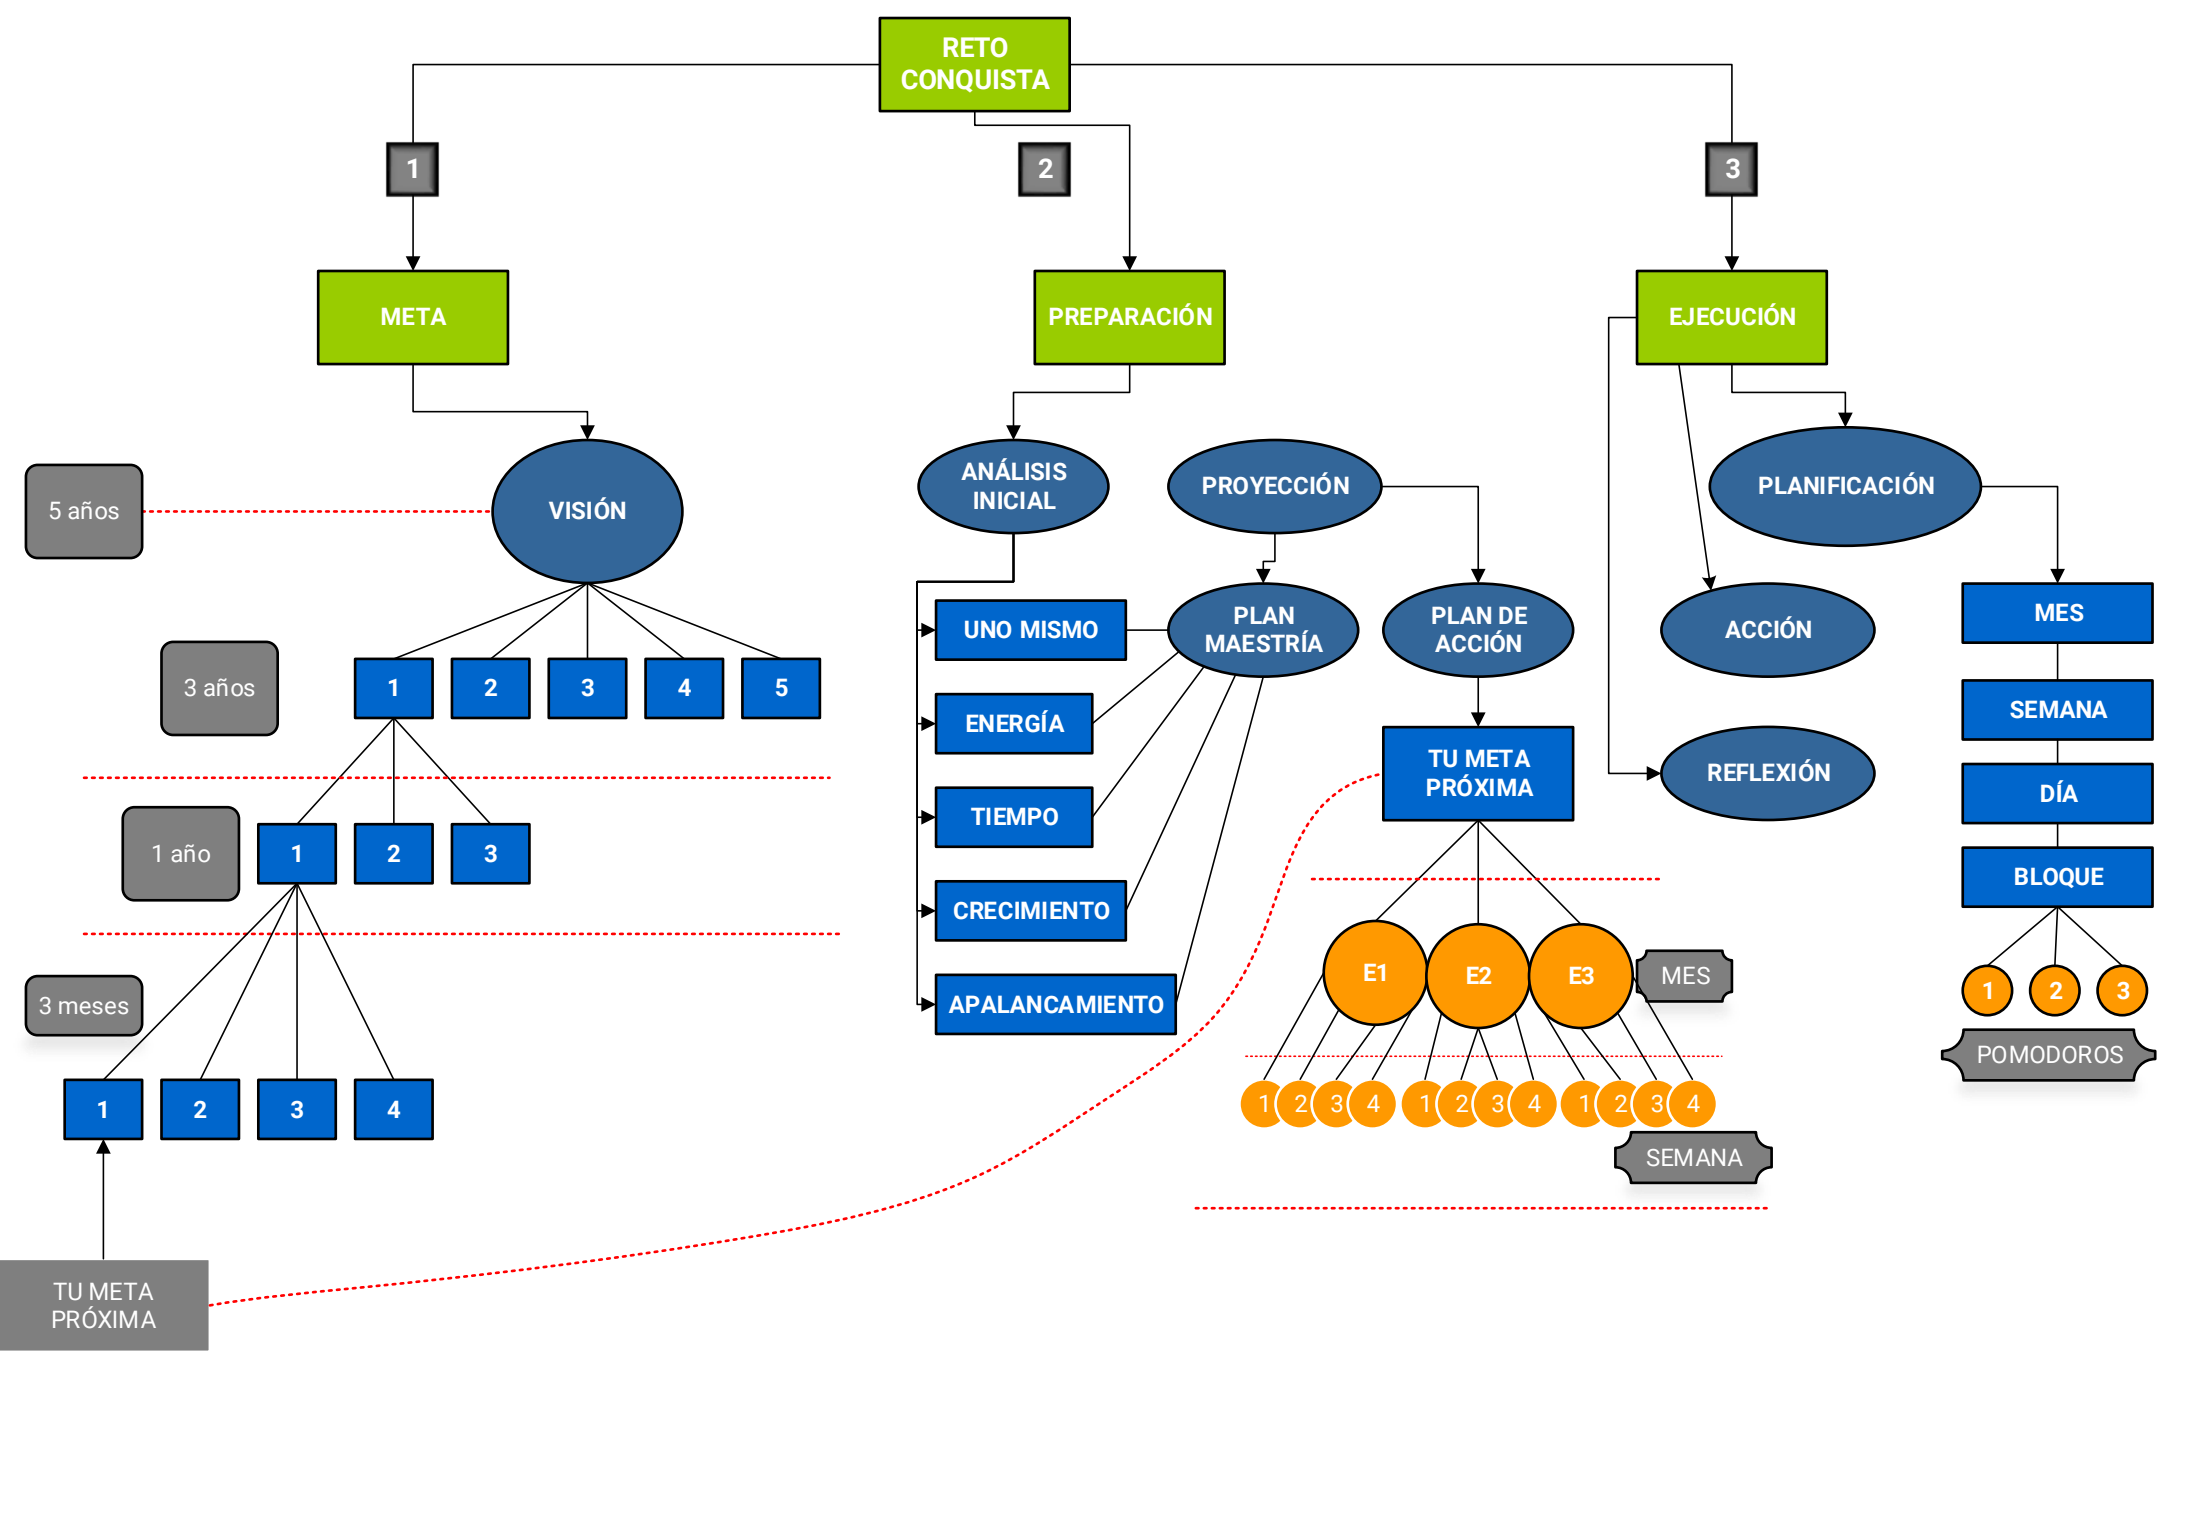 RETO
CONQUISTA
1
2
3
META
PREPARACIÓN
EJECUCIÓN
5 años
VISIÓN
ANÁLISIS
INICIAL
PROYECCIÓN
PLANIFICACIÓN
3 años
1
2
3
4
5
UNO MISMO
PLAN
MAESTRÍA
PLAN DE
ACCIÓN
ACCIÓN
MES
ENERGÍA
SEMANA
TU META
PRÓXIMA
REFLEXIÓN
DÍA
1 año
1
2
3
TIEMPO
BLOQUE
CRECIMIENTO
3 meses
APALANCAMIENTO
E1
E2
E3
MES
1
2
3
POMODOROS
1
2
3
4
1
2
3
4
1
2
3
4
1
2
3
4
SEMANA
TU META
PRÓXIMA